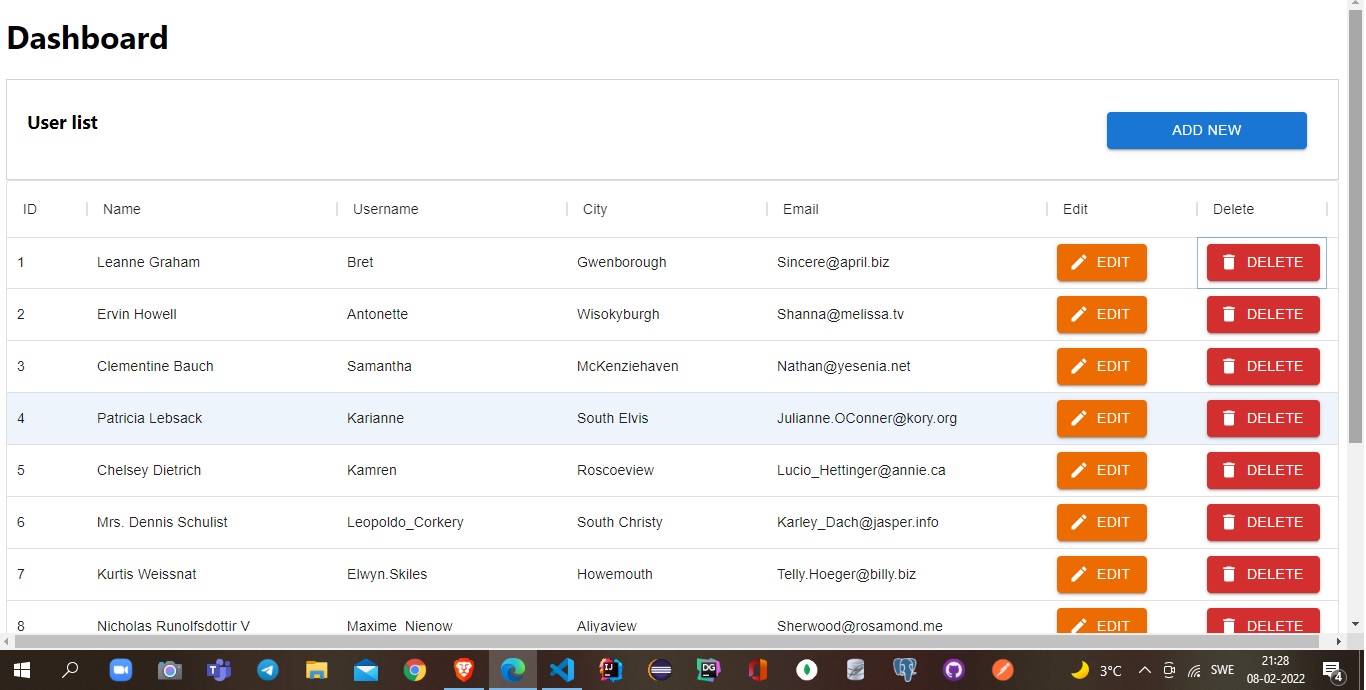 Dashboard
User list
ADD NEW
ID Name Username City Email Edit Delete
1 Leanne Graham Bret Gwenborough Sincere@april.biz EDIT DELETE
2 Ervin Howell Antonette Wisokyburgh Shanna@melissa.tv EDIT DELETE
3 Clementine Bauch Samantha McKenziehaven Nathan@yesenia.net EDIT DELETE
4 Patricia Lebsack Karianne South Elvis Julianne.OConner@kory.org EDIT DELETE
5 Chelsey Dietrich Kamren Roscoeview Lucio_Hettinger@annie.ca EDIT DELETE
6 Mrs. Dennis Schulist Leopoldo_Corkery South Christy Karley_Dach@jasper.info EDIT DELETE
7 Kurtis Weissnat Elwyn.Skiles Howemouth Telly.Hoeger@billy.biz EDIT DELETE
8 Nicholas Runolfsdottir V Maxime_Nienow Aliyaview Sherwood@rosamond.me EDIT DELETE
T IJ DG 3°C SWE 21:28
08-02-2022 4